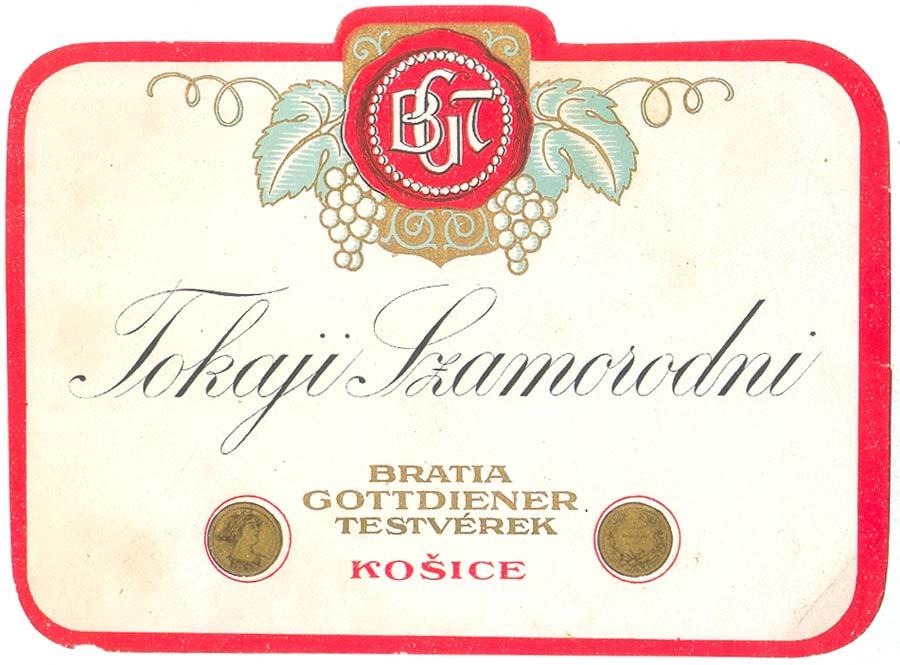 BGT
Tokaji Szamorodni
BRATIA
GOTTDIENER
TESTVÉREK
KOŠICE